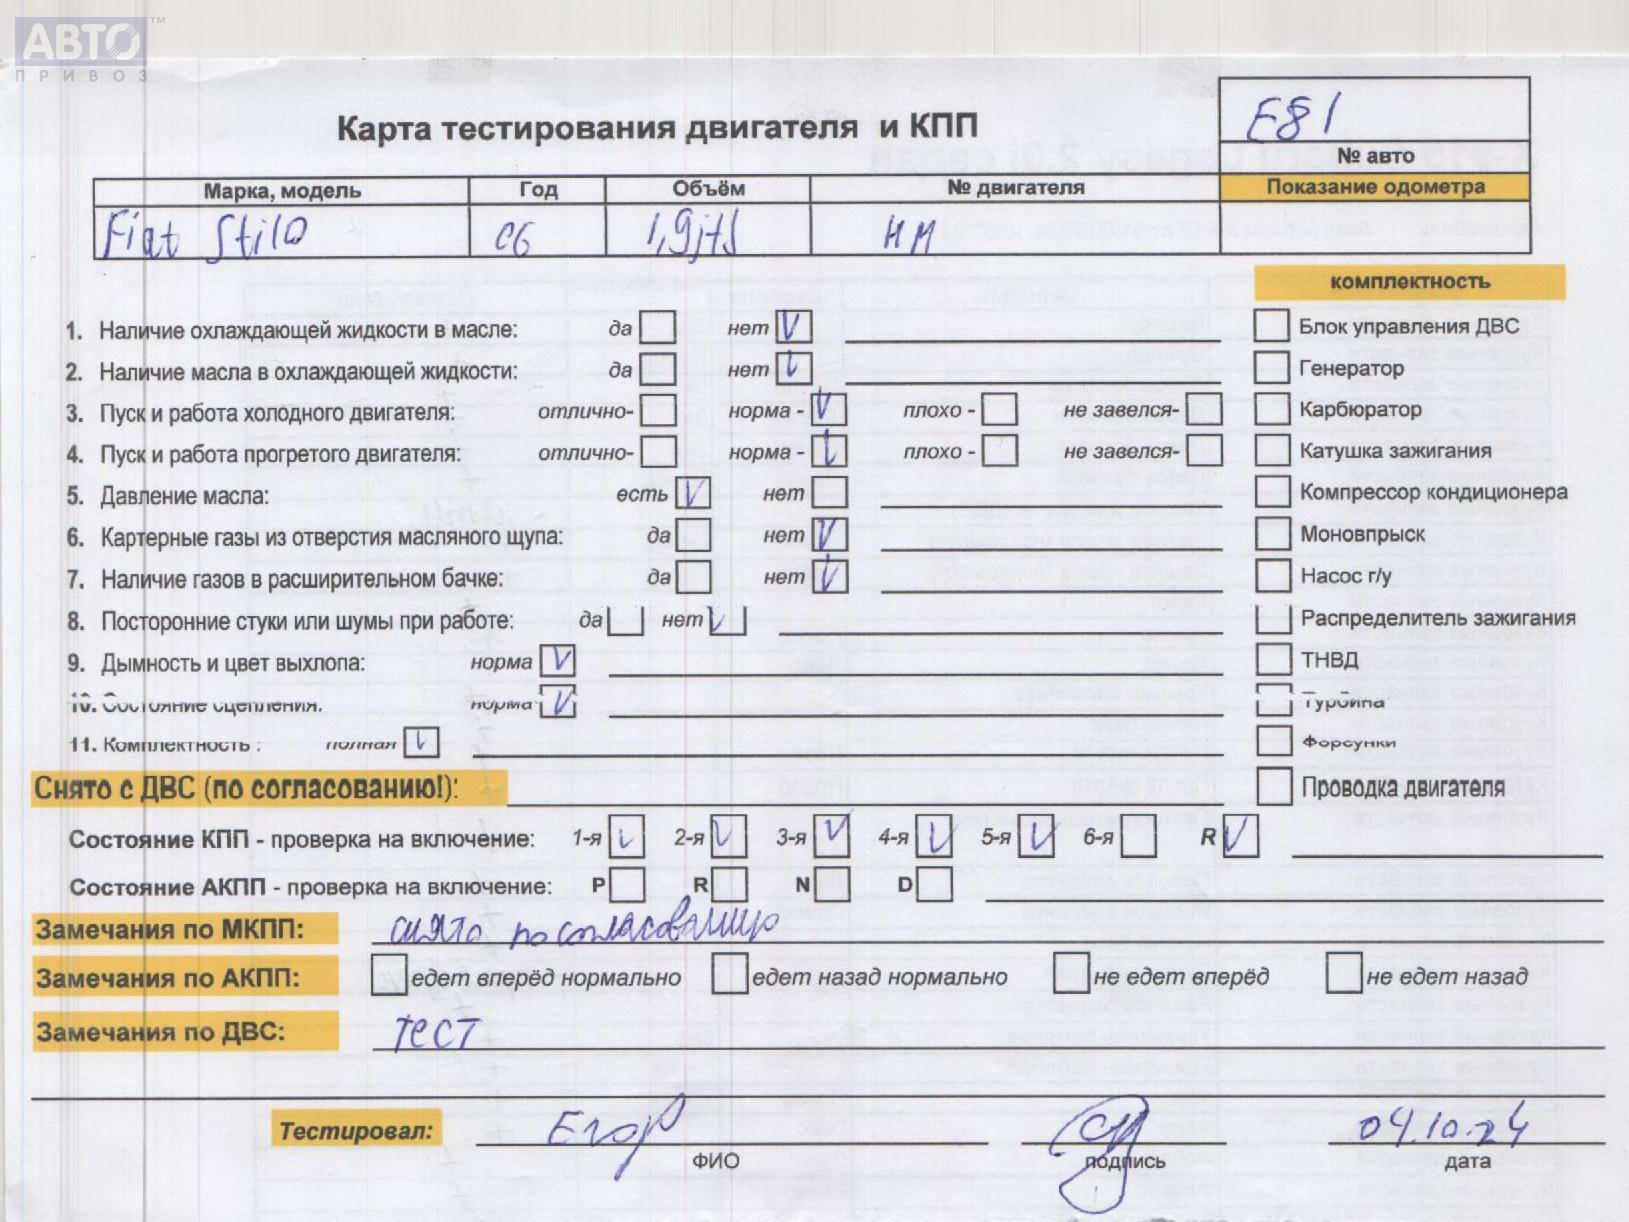 АВТО™
ПРИВОЗ
E81
Карта тестирования двигателя и КПП
№ авто
Марка, модель Год Объём № двигателя Показание одометра
Fiat Stilo 06 1,9jtd НМ
комплектность
1. Наличие охлаждающей жидкости в масле: да нет V Блок управления ДВС
2. Наличие масла в охлаждающей жидкости: да нет V Генератор
3. Пуск и работа холодного двигателя: отлично- норма - V плохо - не завелся- Карбюратор
4. Пуск и работа прогретого двигателя: отлично- норма - V плохо - не завелся- Катушка зажигания
5. Давление масла: есть V нет Компрессор кондиционера
6. Картерные газы из отверстия масляного щупа: да нет V Моновпрыск
7. Наличие газов в расширительном бачке: да нет V Насос г/у
8. Посторонние стуки или шумы при работе: да нет V Распределитель зажигания
9. Дымность и цвет выхлопа: норма V ТНВД
10. Состояние сцепления: норма V Турбина
11. Комплектность : полная V Форсунки
Снято с ДВС (по согласованию!): Проводка двигателя
Состояние КПП - проверка на включение: 1-я V 2-я V 3-я V 4-я V 5-я V 6-я R V
Состояние АКПП - проверка на включение: P R N D
Замечания по МКПП: снято по согласованию
Замечания по АКПП: едет вперёд нормально едет назад нормально не едет вперёд не едет назад
Замечания по ДВС: тест
Тестировал: Егор 04.10.24
ФИО подпись дата